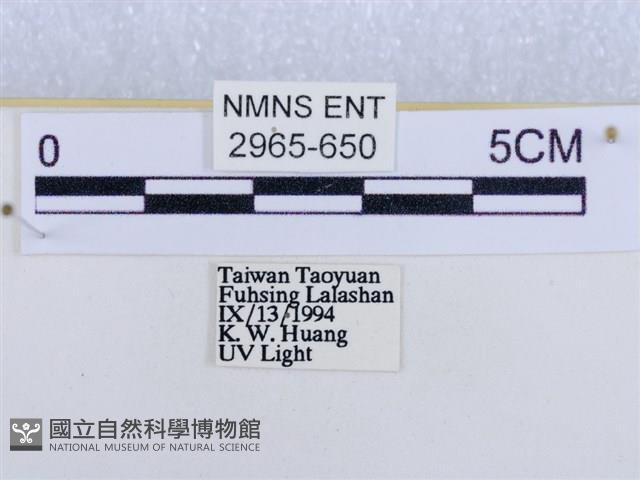 NMNS ENT
2965-650
0 5CM
Taiwan Taoyuan
Fuhsing Lalashan
IX/13/1994
K. W. Huang
UV Light
國立自然科學博物館
NATIONAL MUSEUM OF NATURAL SCIENCE